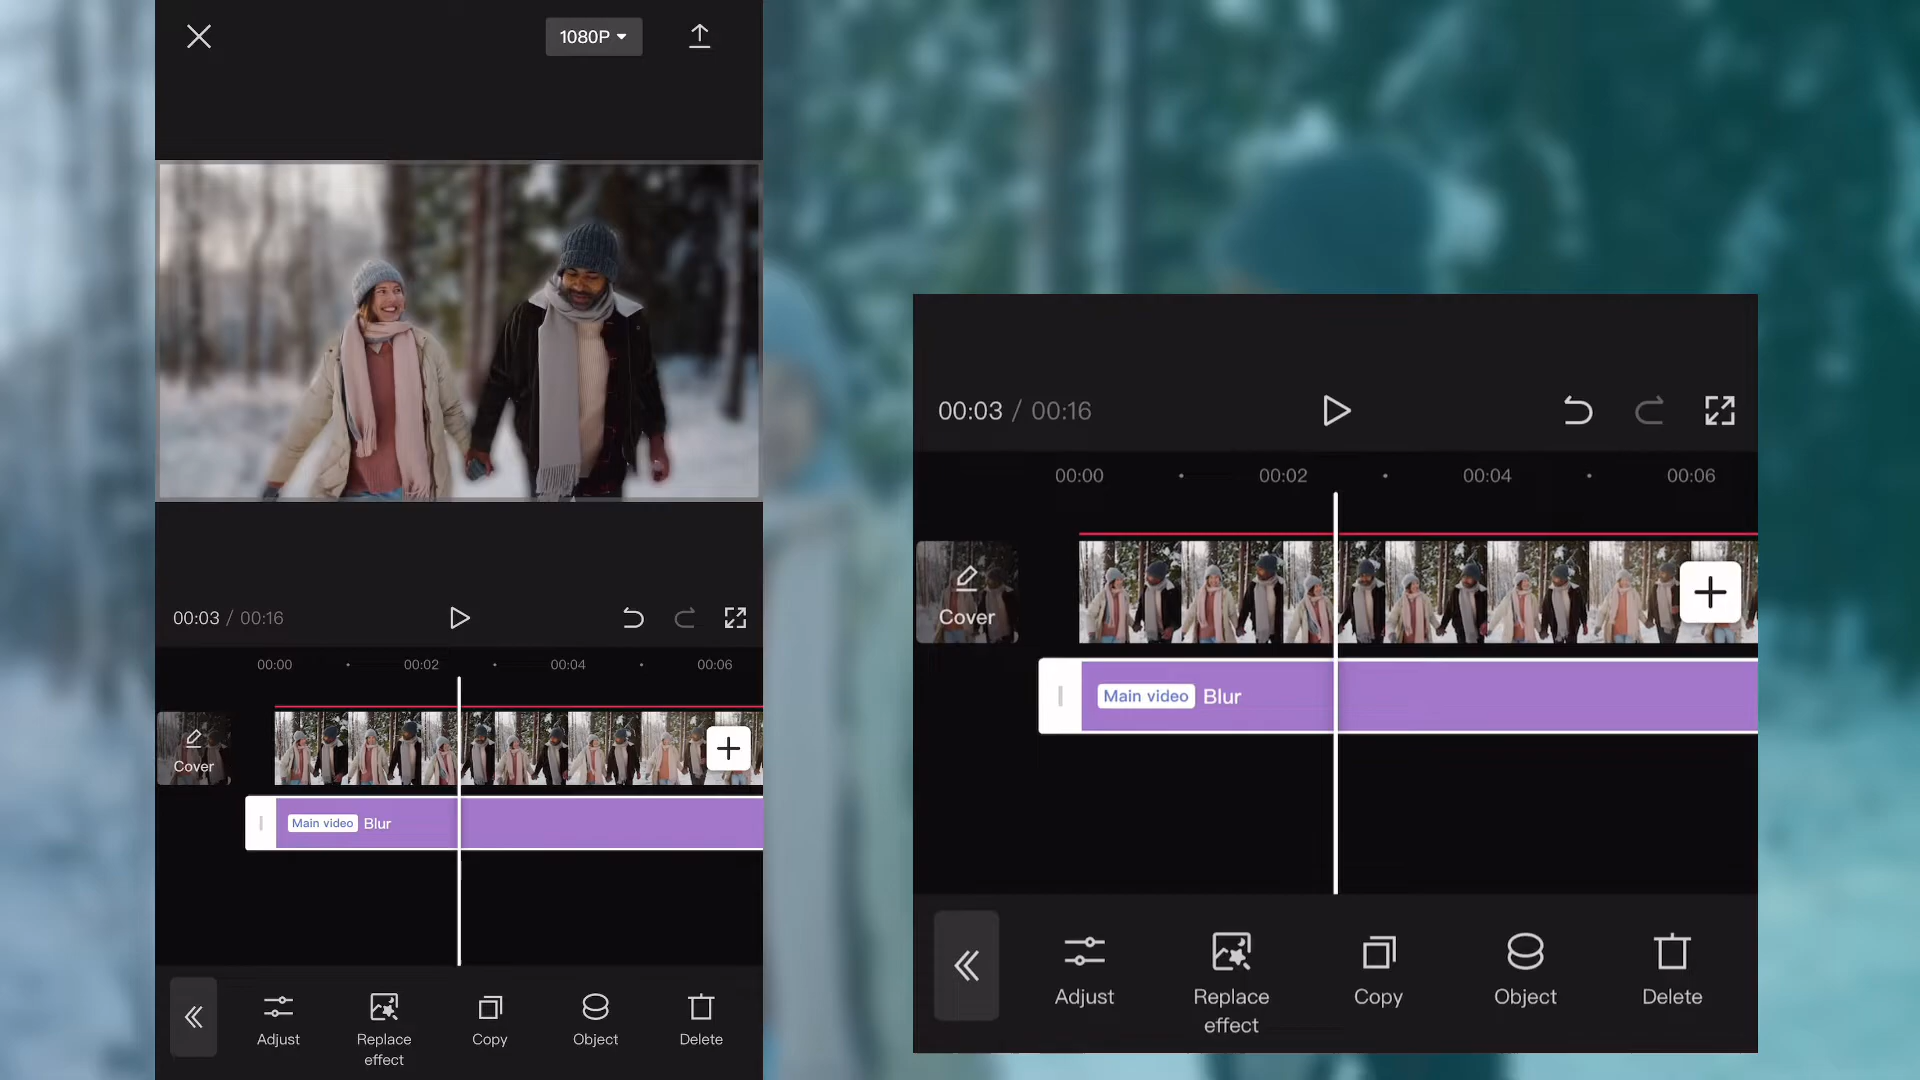 1080P
00:03 / 00:16
00:00 00:02 00:04 00:06
Cover
Main video Blur
Adjust
Replace
effect
Copy
Object
Delete
00:03 / 00:16
00:00 00:02 00:04 00:06
Cover
Main video Blur
Adjust
Replace
effect
Copy
Object
Delete